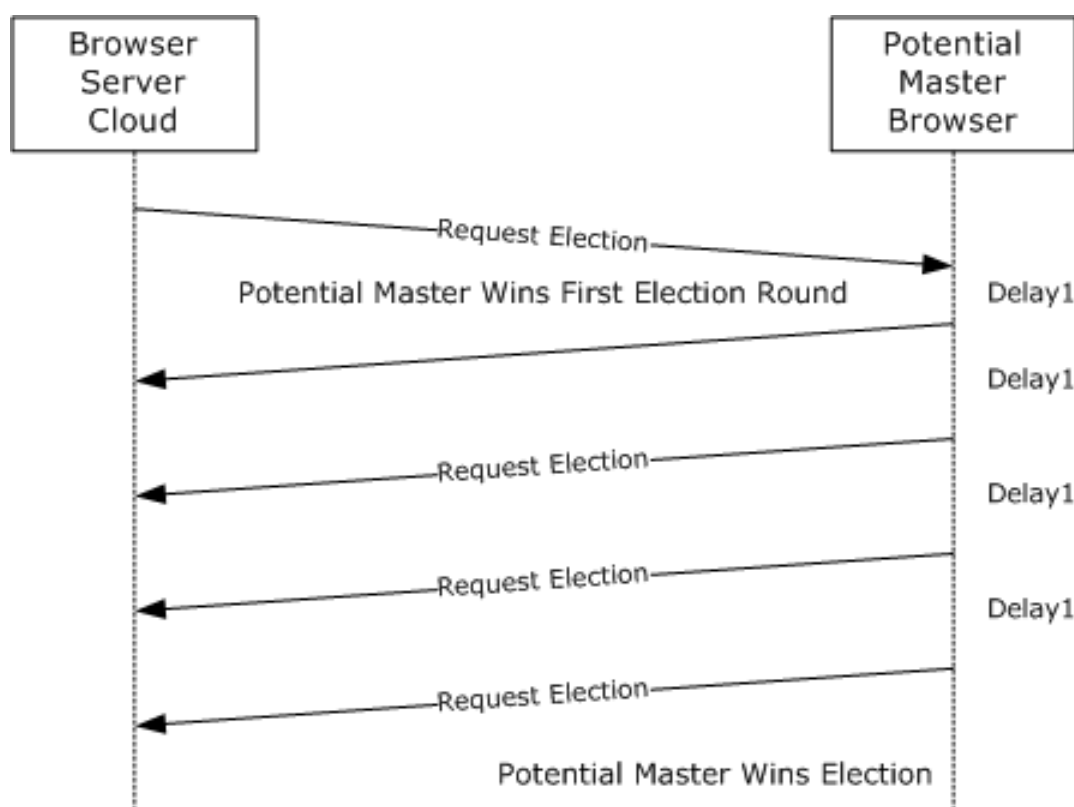 Browser
Server
Cloud
Potential
Master
Browser
Request Election
Potential Master Wins First Election Round
Delay1
Delay1
Request Election
Delay1
Request Election
Delay1
Request Election
Potential Master Wins Election